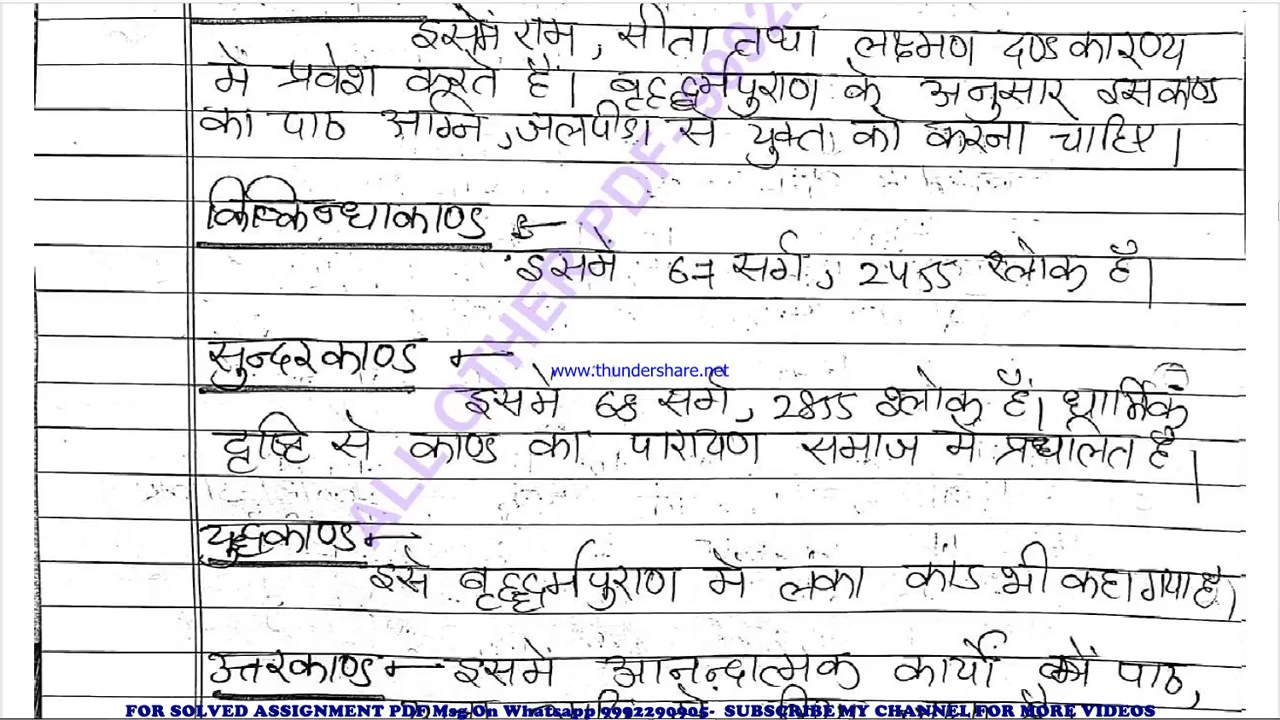 इसमें राम, सीता तथा लक्ष्मण दण्डकारण्य
में प्रवेश करते हैं। बृहद्धर्मपुराण के अनुसार इस काण्ड
का पाठ अग्नि, जलपीड़ा से युक्त को करना चाहिए।
किष्किन्धाकाण्ड :-
इसमें 67 सर्ग, 2455 श्लोक हैं।
सुन्दरकाण्ड :-
www.thundershare.net
इसमें 68 सर्ग, 2855 श्लोक हैं। धार्मिक
दृष्टि से काण्ड का पारायण समाज में प्रचलित है।
युद्धकाण्ड :-
इसे बृहद्धर्मपुराण में लंका कांड भी कहा गया है।
उत्तरकाण्ड :- इसमें आनन्दात्मक कार्यों को पाठ,
ALL OTHER PDF-
FOR SOLVED ASSIGNMENT PDF Msg On Whatsapp 9992290905- SUBSCRIBE MY CHANNEL FOR MORE VIDEOS